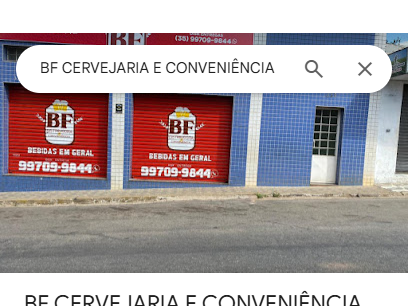 BF
(35) 99709-9844
BF CERVEJARIA E CONVENIÊNCIA
BF
BEBIDAS EM GERAL
99709-9844
BF
BEBIDAS EM GERAL
99709-9844
BF CERVEJARIA E CONVENIÊNCIA